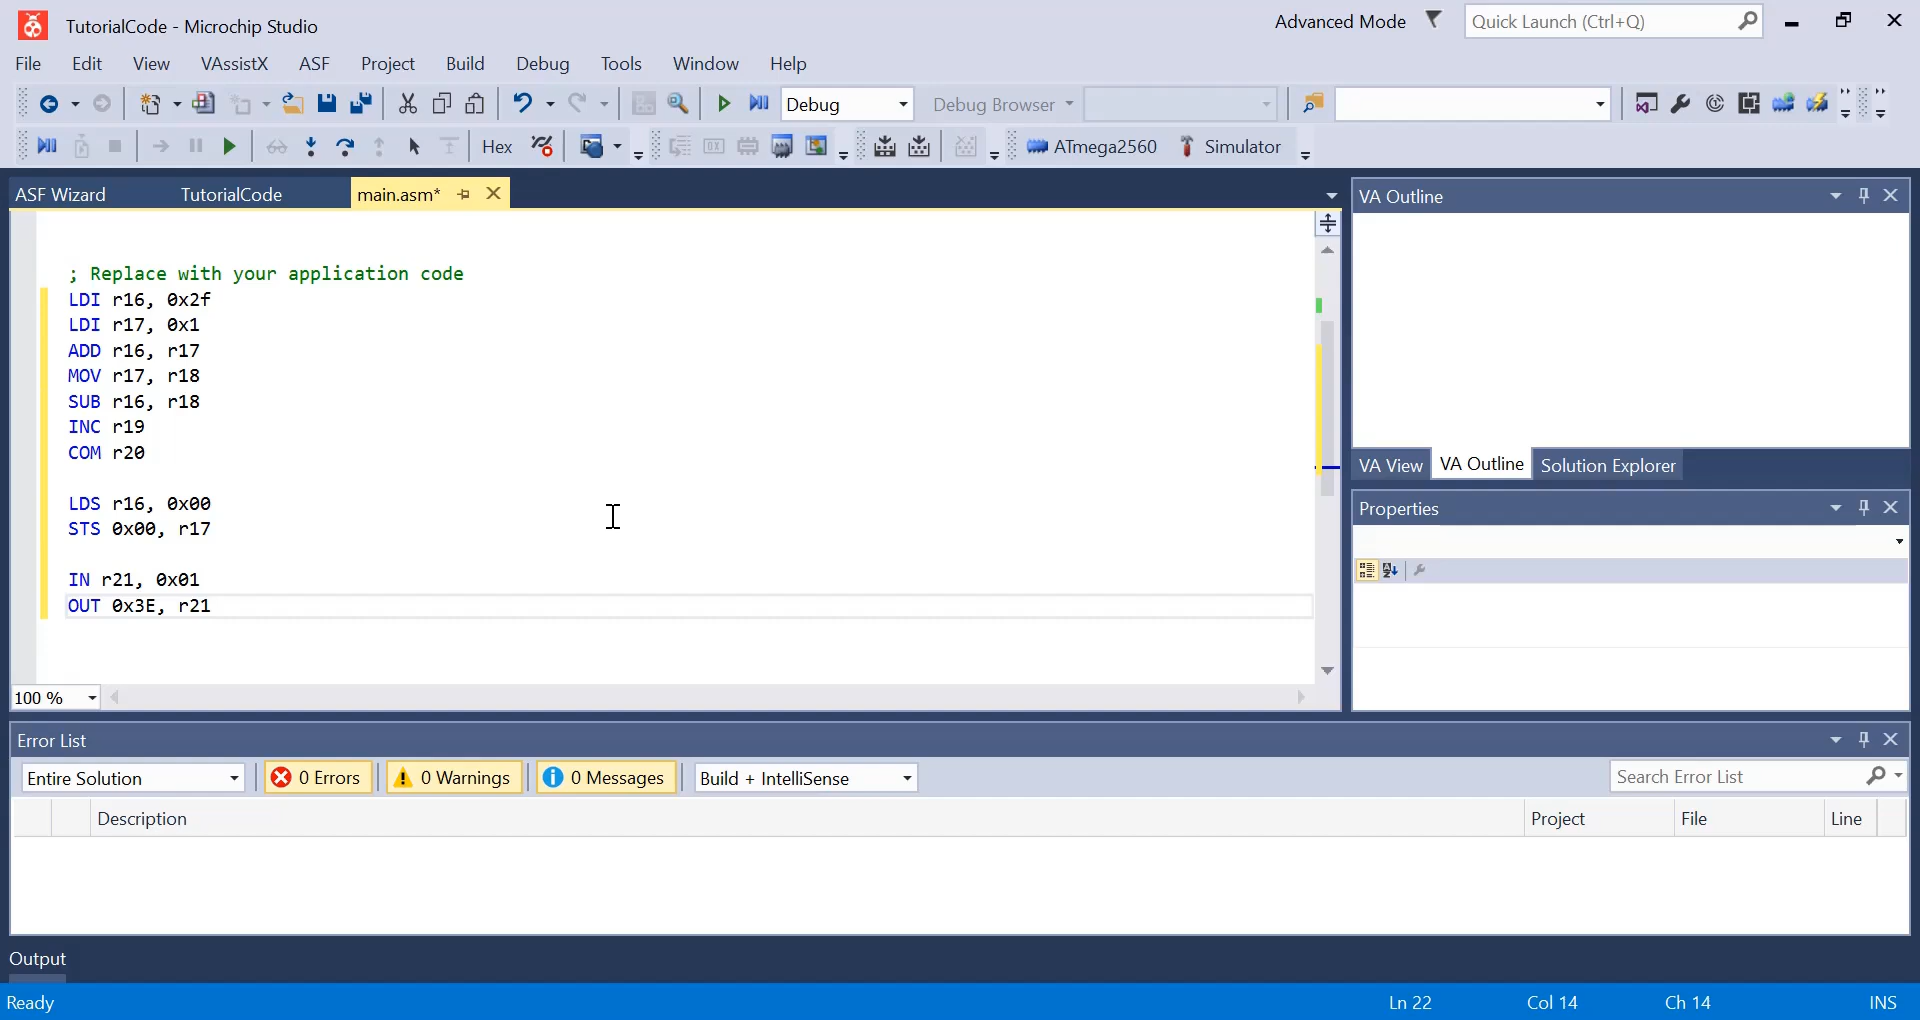 TutorialCode - Microchip Studio
Advanced Mode
Quick Launch (Ctrl+Q)
File Edit View VAssistX ASF Project Build Debug Tools Window Help
Debug
Debug Browser
Hex
ATmega2560
Simulator
ASF Wizard TutorialCode main.asm*
; Replace with your application code
LDI r16, 0x2f
LDI r17, 0x1
ADD r16, r17
MOV r17, r18
SUB r16, r18
INC r19
COM r20
LDS r16, 0x00
STS 0x00, r17
IN r21, 0x01
OUT 0x3E, r21
100 %
VA Outline
VA View VA Outline Solution Explorer
Properties
Error List
Entire Solution 0 Errors 0 Warnings 0 Messages Build + IntelliSense Search Error List
Description Project File Line
Output
Ready Ln 22 Col 14 Ch 14 INS